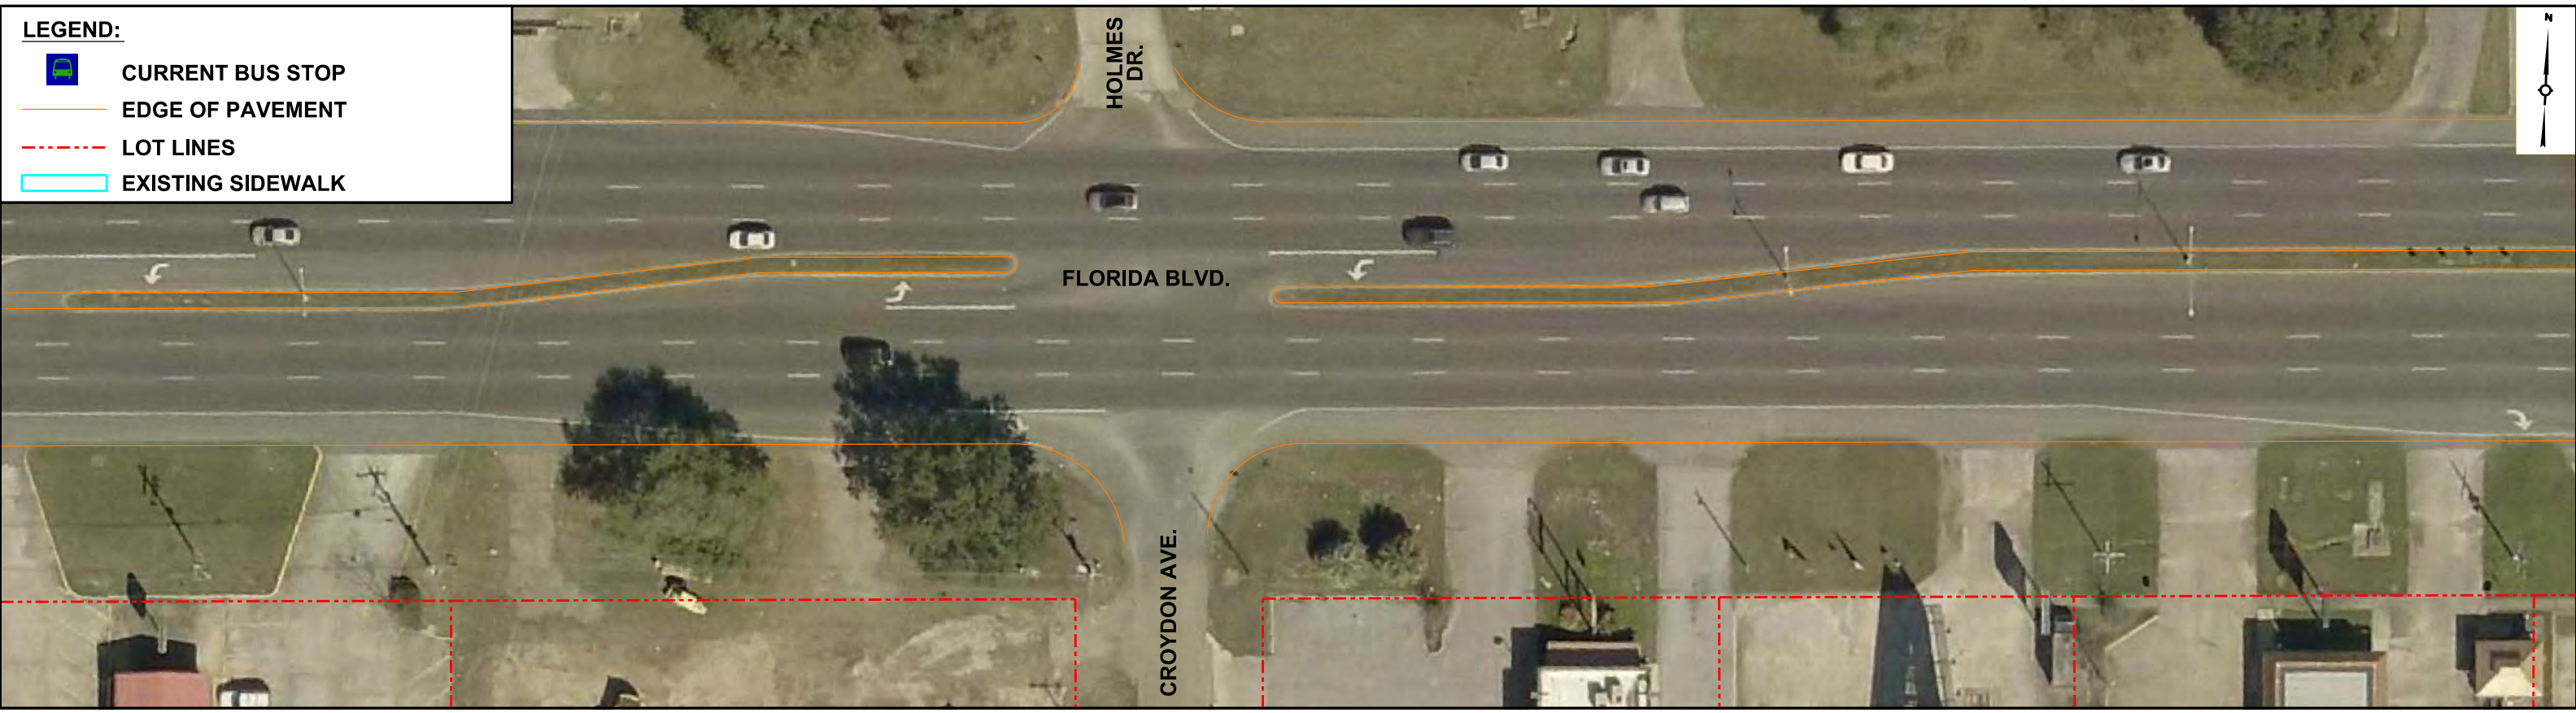 LEGEND:
CURRENT BUS STOP
EDGE OF PAVEMENT
LOT LINES
EXISTING SIDEWALK
HOLMES
DR.
N
FLORIDA BLVD.
CROYDON AVE.